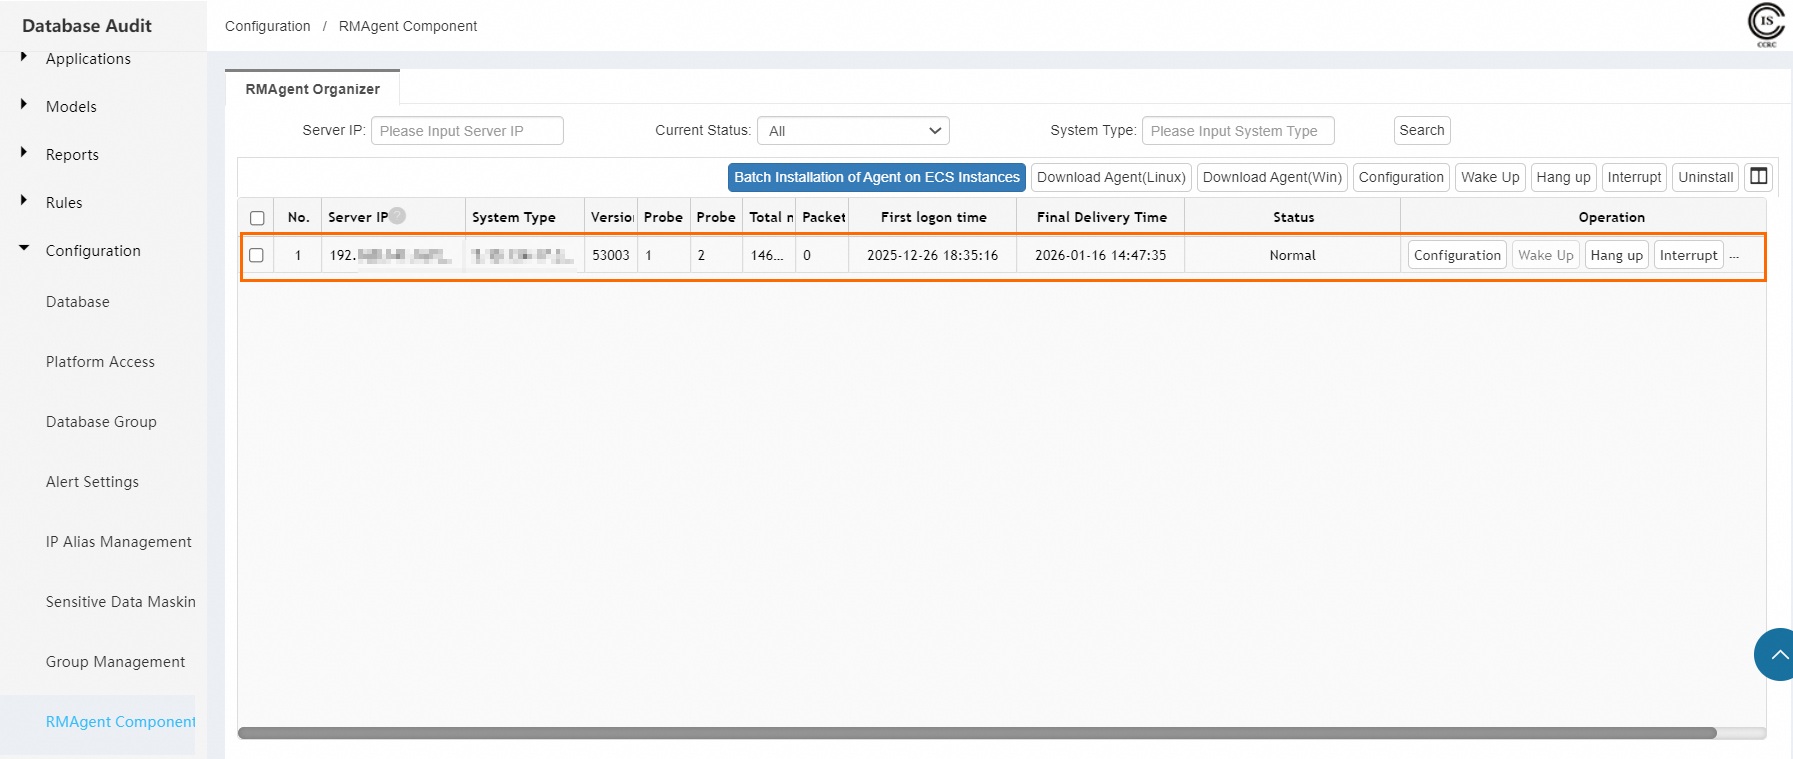 Database Audit
Configuration / RMAgent Component
IS
CCRC
Applications
Models
Reports
Rules
Configuration
Database
Platform Access
Database Group
Alert Settings
IP Alias Management
Sensitive Data Maskin
Group Management
RMAgent Component
RMAgent Organizer
Server IP: Please Input Server IP Current Status: All System Type: Please Input System Type Search
Batch Installation of Agent on ECS Instances Download Agent(Linux) Download Agent(Win) Configuration Wake Up Hang up Interrupt Uninstall
No. Server IP ? System Type Versio Probe Probe Total n Packet First logon time Final Delivery Time Status Operation
1 192. 53003 1 2 146... 0 2025-12-26 18:35:16 2026-01-16 14:47:35 Normal Configuration Wake Up Hang up Interrupt ...